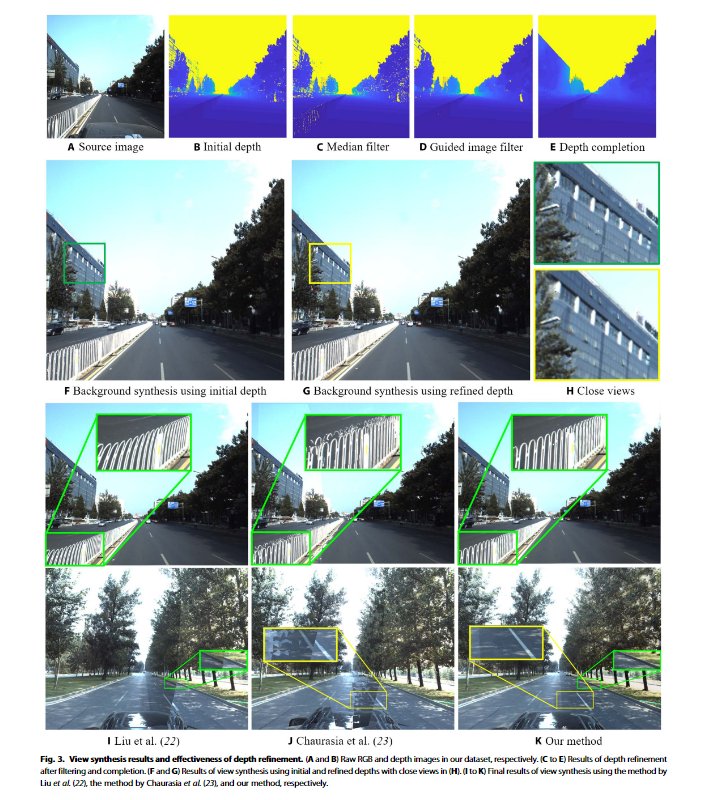 A Source image
B Initial depth
C Median filter
D Guided image filter
E Depth completion
F Background synthesis using initial depth
G Background synthesis using refined depth
H Close views
I Liu et al. (22)
J Chaurasia et al. (23)
K Our method
Fig. 3. View synthesis results and effectiveness of depth refinement. (A and B) Raw RGB and depth images in our dataset, respectively. (C to E) Results of depth refinement
after filtering and completion. (F and G) Results of view synthesis using initial and refined depths with close views in (H). (I to K) Final results of view synthesis using the method by
Liu et al. (22), the method by Chaurasia et al. (23), and our method, respectively.